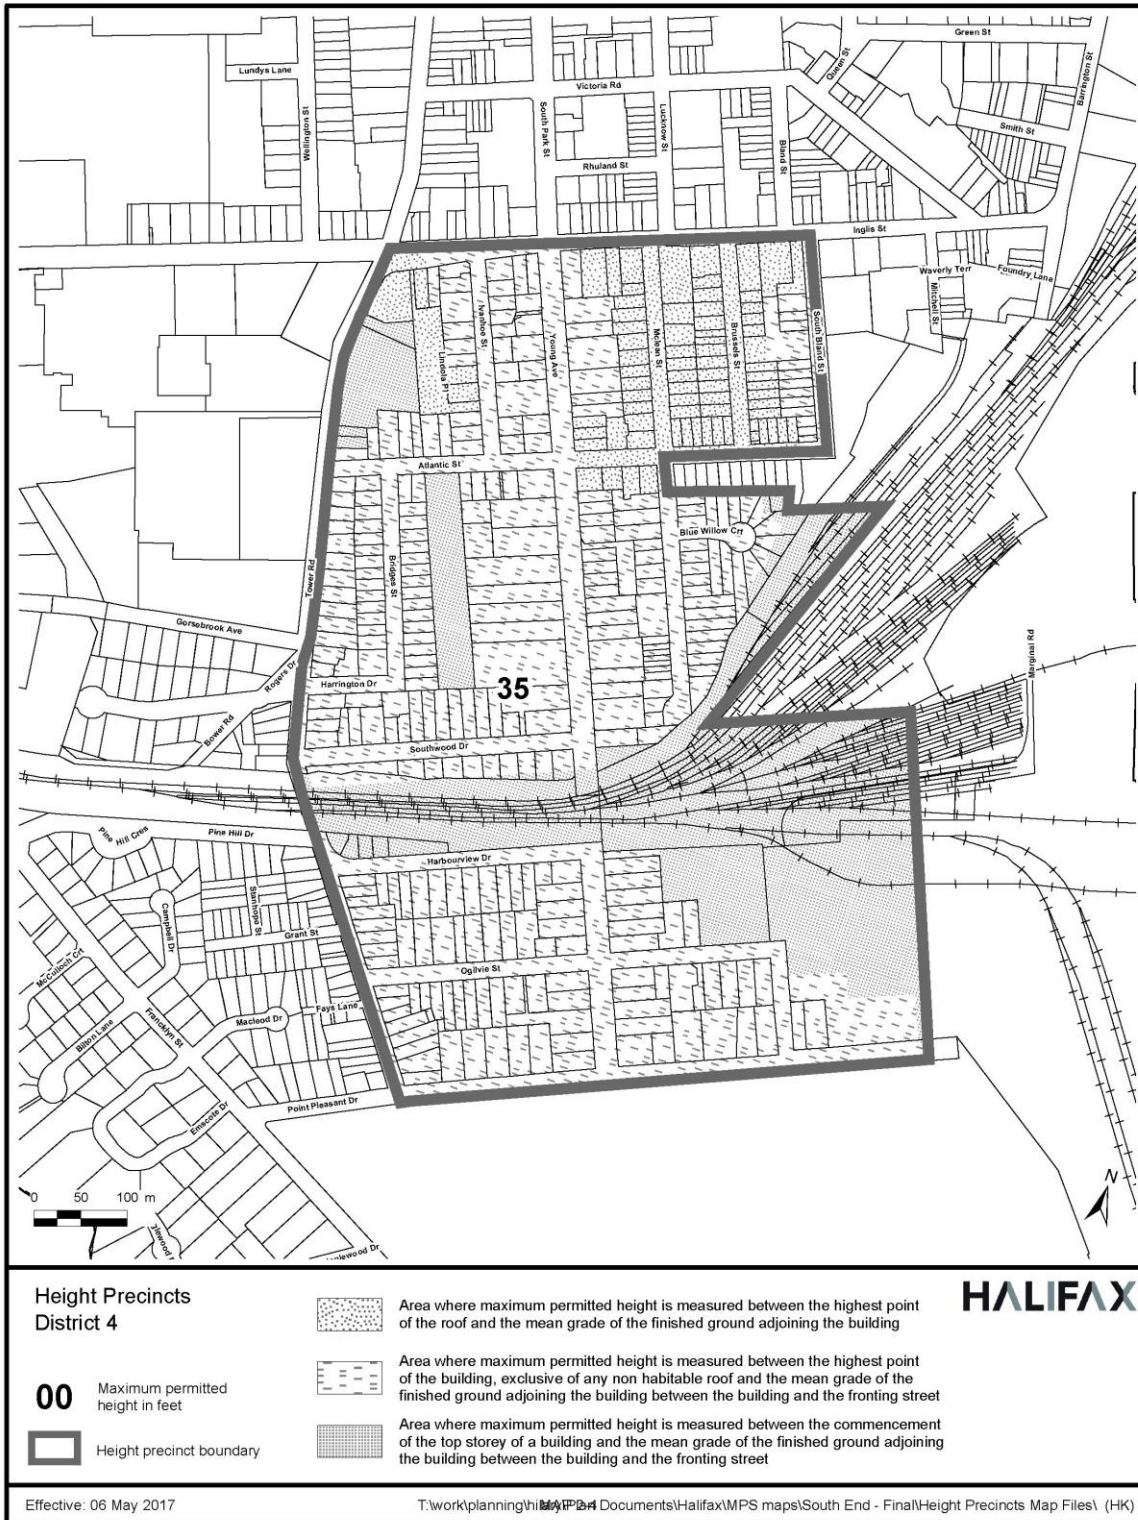 Green St
Lundys Lane
Queen St
Barrington St
Victoria Rd
Wellington St
South Park St
Lucknow St
Smith St
Bland St
Rhuland St
Inglis St
Waverly Terr
Foundry Lane
Mitchell St
Ivanhoe St
Young Ave
Mclean St
Brussels St
South Bland St
Lindola Pl
Atlantic St
Blue Willow Crt
Tower Rd
Bridges St
Gorsebrook Ave
Rogers Dr
Marginal Rd
Harrington Dr
35
Bower Rd
Southwood Dr
Pine Hill Cres
Pine Hill Dr
Harbourview Dr
Stanhope St
Campbell Dr
Grant St
McCulloch Crt
Ogilvie St
Fays Lane
Macleod Dr
Bilton Lane
Francklyn St
Point Pleasant Dr
Emscote Dr
N
0 50 100 m
Height Precincts
District 4
HALIFAX
Area where maximum permitted height is measured between the highest point
of the roof and the mean grade of the finished ground adjoining the building
00 Maximum permitted
height in feet
Area where maximum permitted height is measured between the highest point
of the building, exclusive of any non habitable roof and the mean grade of the
finished ground adjoining the building between the building and the fronting street
Height precinct boundary
Area where maximum permitted height is measured between the commencement
of the top storey of a building and the mean grade of the finished ground adjoining
the building between the building and the fronting street
Effective: 06 May 2017
MAP 2-4
Documents\Halifax\MPS maps\South End - Final\Height Precincts Map Files\ (HK)